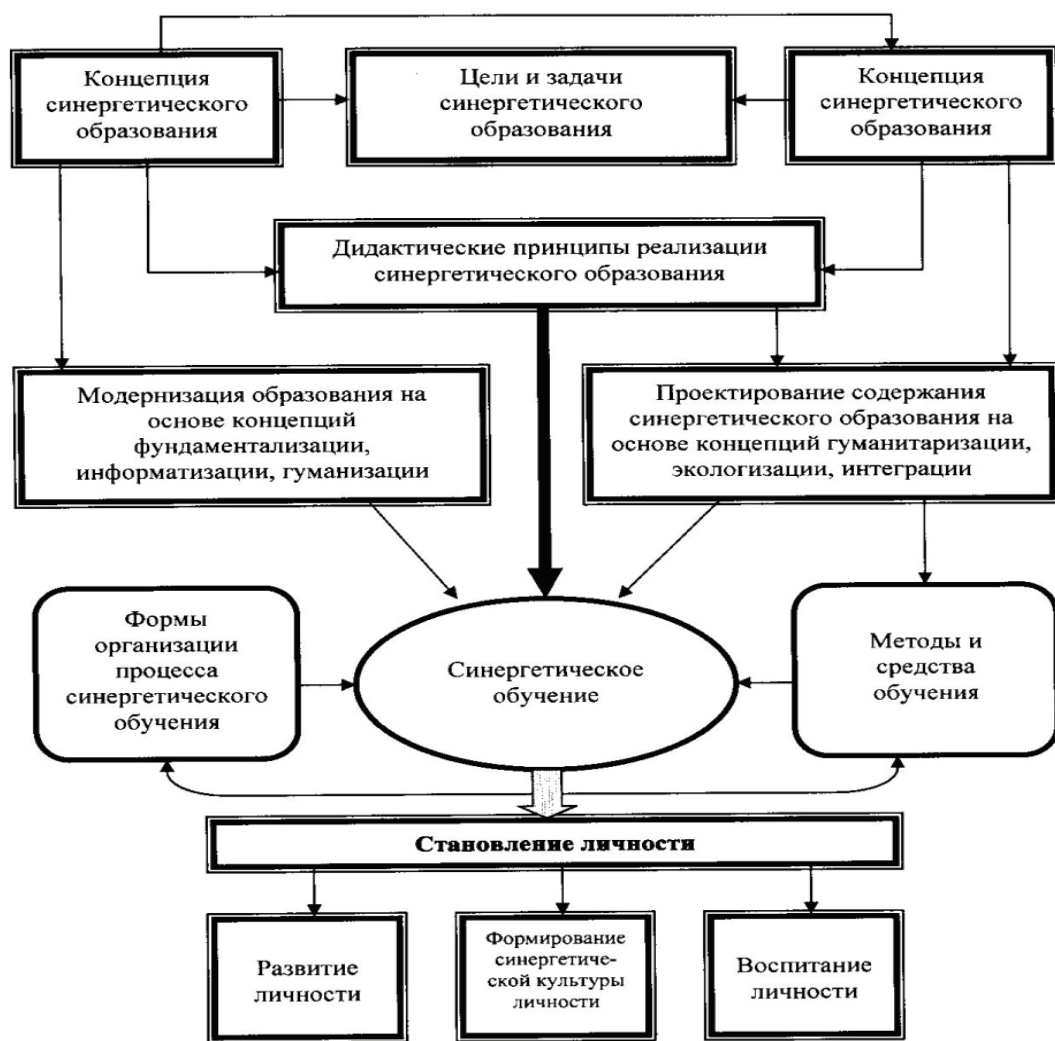 Концепция
синергетического
образования
Цели и задачи
синергетического
образования
Концепция
синергетического
образования
Дидактические принципы реализации
синергетического образования
Модернизация образования на
основе концепций
фундаментализации,
информатизации, гуманизации
Проектирование содержания
синергетического образования на
основе концепций гуманитаризации,
экологизации, интеграции
Формы
организации
процесса
синергетического
обучения
Синергетическое
обучение
Методы и
средства
обучения
Становление личности
Развитие
личности
Формирование
синергетиче-
ской культуры
личности
Воспитание
личности